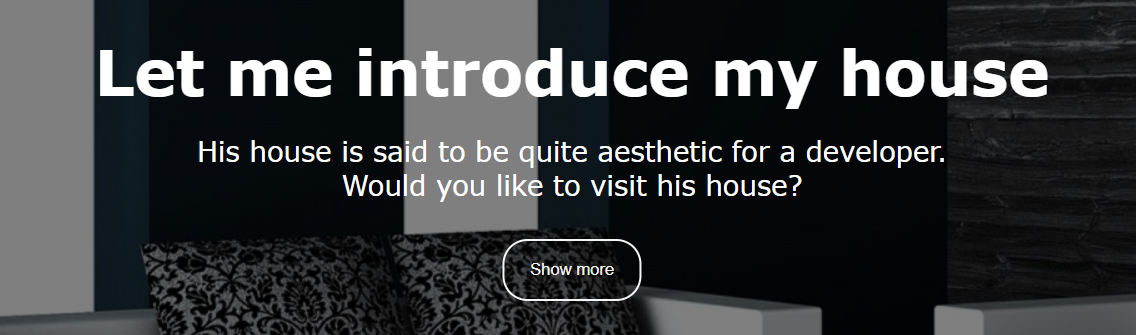 Let me introduce my house
His house is said to be quite aesthetic for a developer.
Would you like to visit his house?
Show more